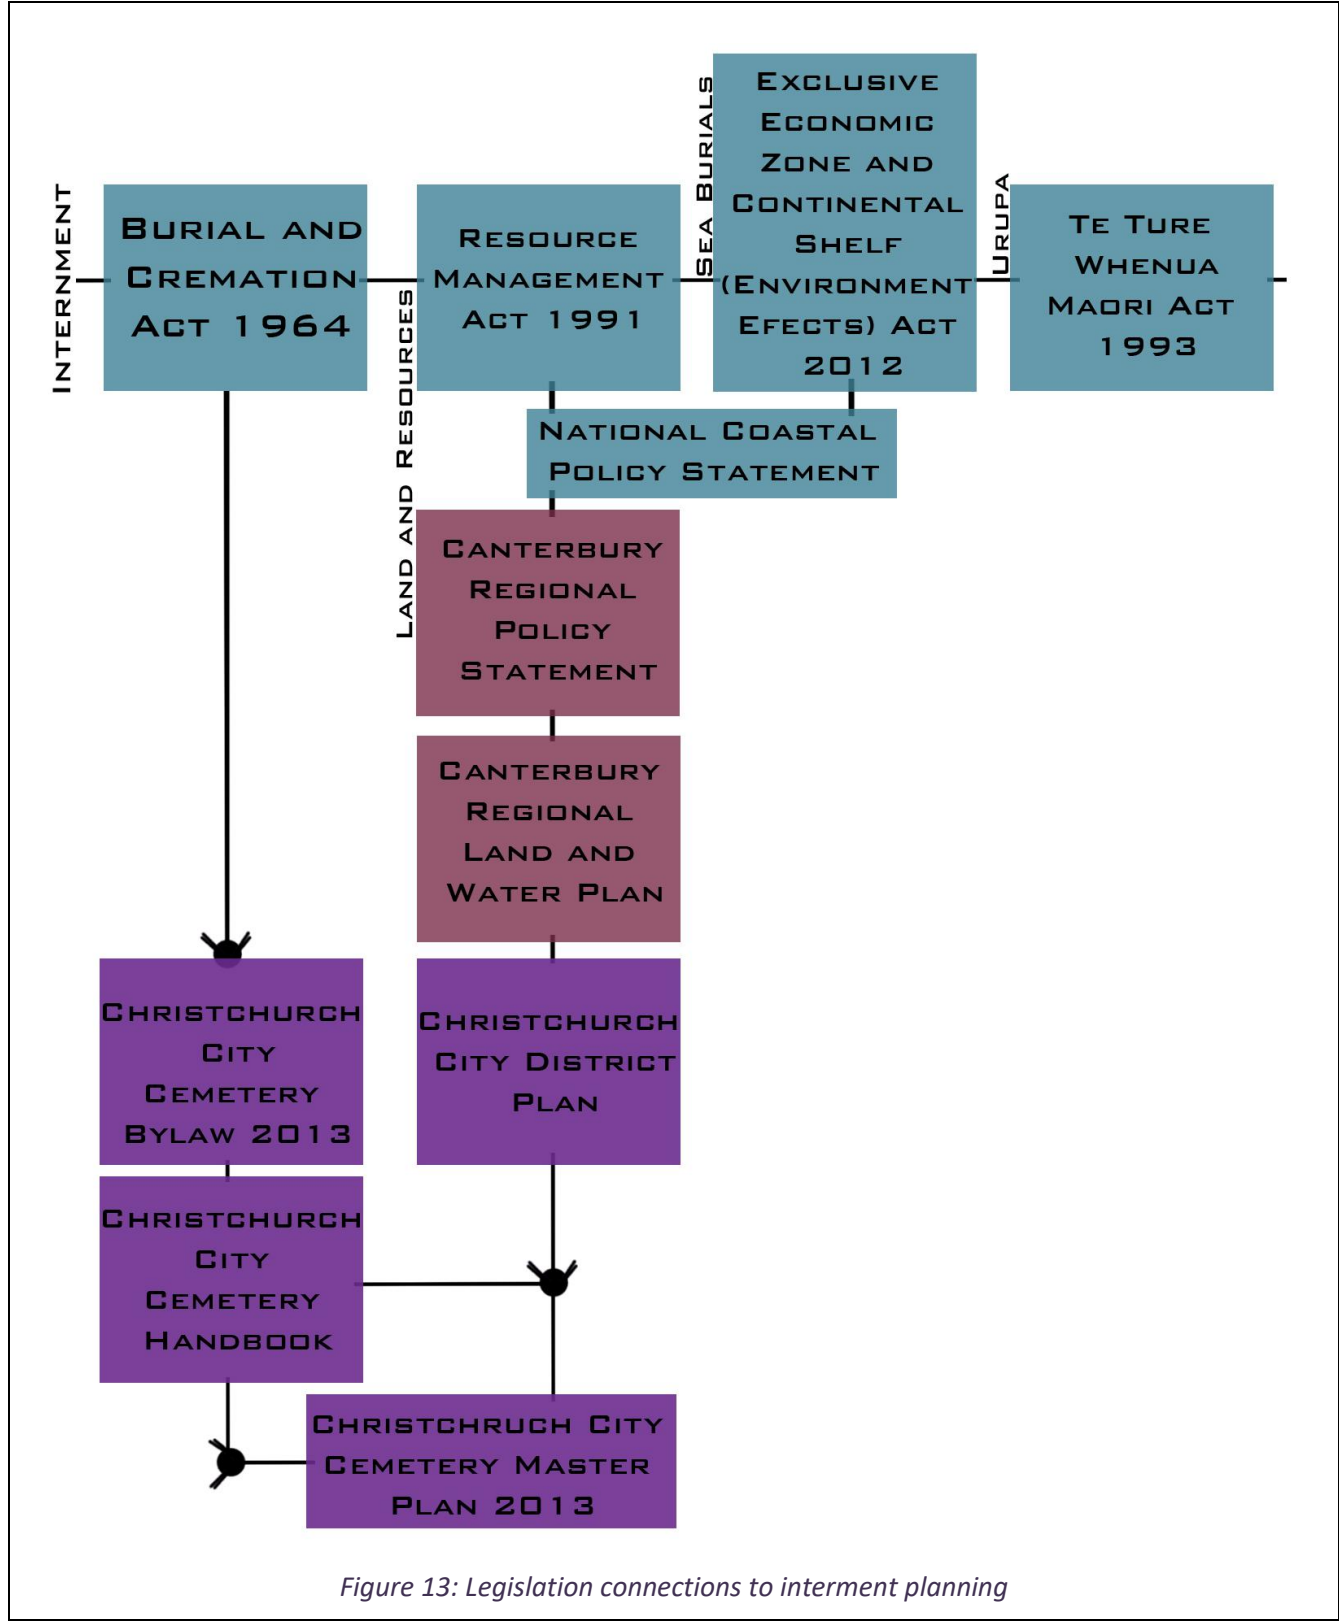 INTERNMENT
BURIAL AND
CREMATION
ACT 1964
LAND AND RESOURCES
RESOURCE
MANAGEMENT
ACT 1991
SEA BURIALS
EXCLUSIVE
ECONOMIC
ZONE AND
CONTINENTAL
SHELF
(ENVIRONMENT
EFECTS) ACT
2012
URUPA
TE TURE
WHENUA
MAORI ACT
1993
NATIONAL COASTAL
POLICY STATEMENT
CANTERBURY
REGIONAL
POLICY
STATEMENT
CANTERBURY
REGIONAL
LAND AND
WATER PLAN
CHRISTCHURCH
CITY
CEMETERY
BYLAW 2013
CHRISTCHURCH
CITY DISTRICT
PLAN
CHRISTCHURCH
CITY
CEMETERY
HANDBOOK
CHRISTCHRUCH CITY
CEMETERY MASTER
PLAN 2013
Figure 13: Legislation connections to interment planning